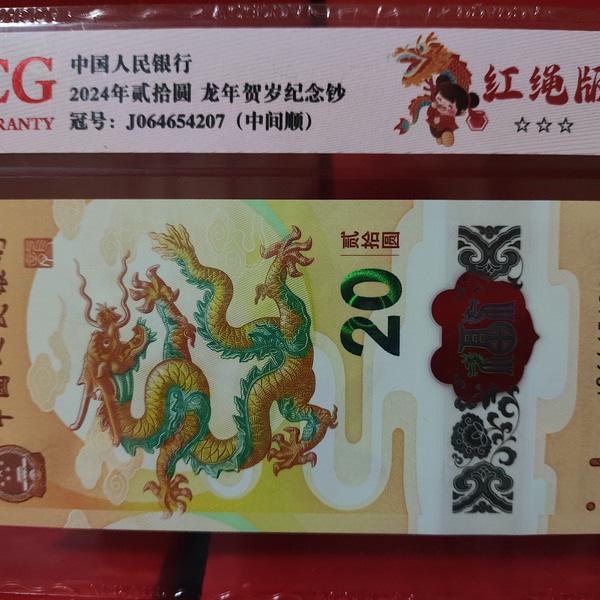 CG
RRANTY
中国人民银行
2024年贰拾圆 龙年贺岁纪念钞
冠号：J064654207（中间顺）
红绳版
☆☆☆
贰拾圆
20